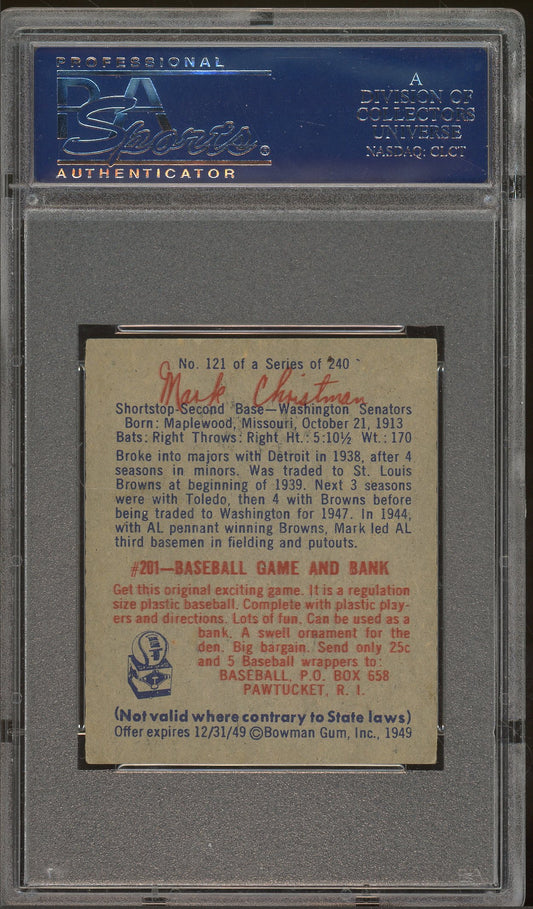 PROFESSIONAL
PSA
Sports
AUTHENTICATOR
A
DIVISION OF
COLLECTORS
UNIVERSE
NASDAQ: CLCT
No. 121 of a Series of 240
Mark Christman
Shortstop-Second Base—Washington Senators
Born: Maplewood, Missouri, October 21, 1913
Bats: Right Throws: Right Ht.: 5:10½ Wt.: 170
Broke into majors with Detroit in 1938, after 4
seasons in minors. Was traded to St. Louis
Browns at beginning of 1939. Next 3 seasons
were with Toledo, then 4 with Browns before
being traded to Washington for 1947. In 1944,
with AL pennant winning Browns, Mark led AL
third basemen in fielding and putouts.
#201—BASEBALL GAME AND BANK
Get this original exciting game. It is a regulation
size plastic baseball. Complete with plastic play-
ers and directions. Lots of fun. Can be used as a
bank. A swell ornament for the
den. Big bargain. Send only 25c
and 5 Baseball wrappers to:
BASEBALL, P.O. BOX 658
PAWTUCKET, R. I.
(Not valid where contrary to State laws)
Offer expires 12/31/49 ©Bowman Gum, Inc., 1949